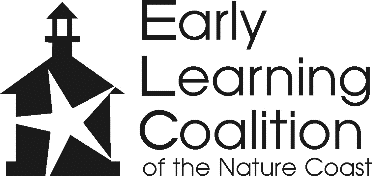 Early
Learning
Coalition
of the Nature Coast